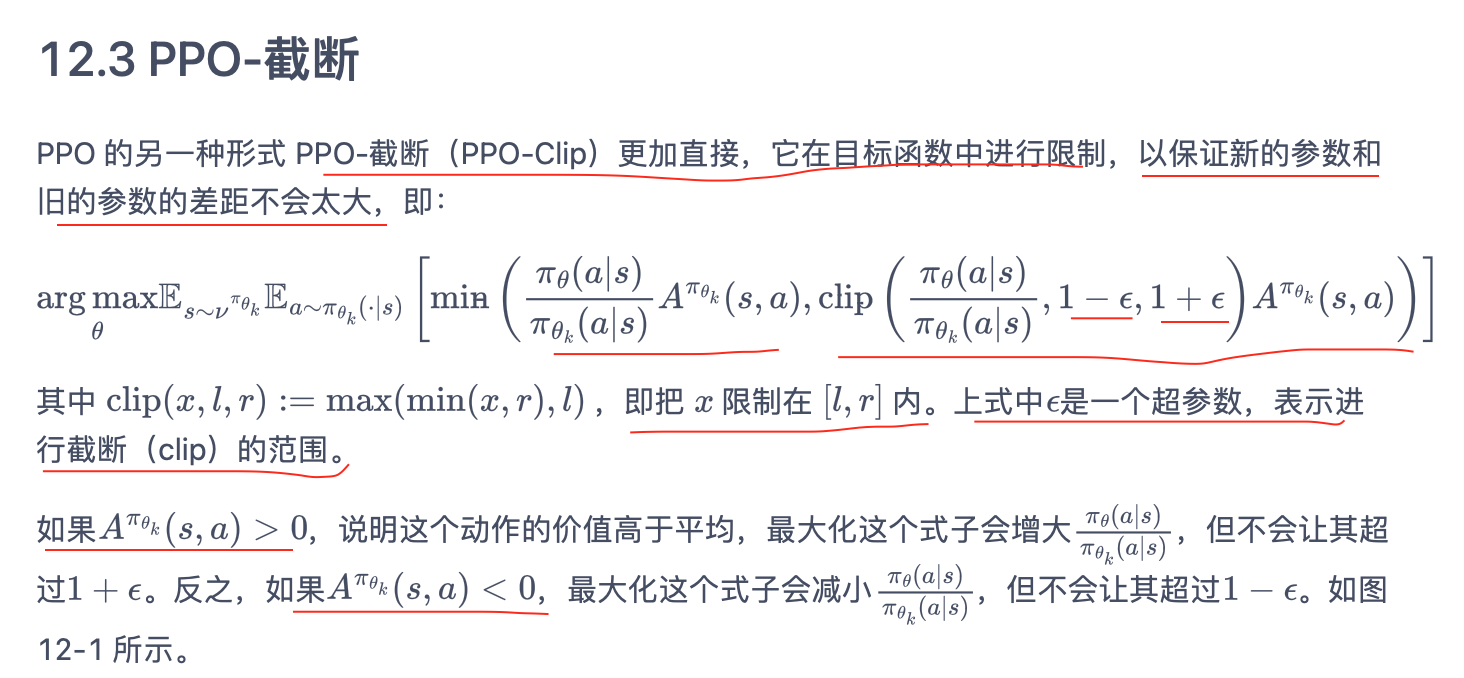 12.3 PPO-截断
PPO 的另一种形式 PPO-截断（PPO-Clip）更加直接，它在目标函数中进行限制，以保证新的参数和
旧的参数的差距不会太大，即：
$\underset{\theta}{\arg\max}\mathbb{E}_{s\sim\nu^{\pi_{\theta_k}}}\mathbb{E}_{a\sim\pi_{\theta_k}(\cdot|s)}\left[\min\left(\frac{\pi_\theta(a|s)}{\pi_{\theta_k}(a|s)}A^{\pi_{\theta_k}}(s,a),\text{clip}\left(\frac{\pi_\theta(a|s)}{\pi_{\theta_k}(a|s)},1-\epsilon,1+\epsilon\right)A^{\pi_{\theta_k}}(s,a)\right)\right]$
其中 $\text{clip}(x,l,r):=\max(\min(x,r),l)$，即把 $x$ 限制在 $[l,r]$ 内。上式中$\epsilon$是一个超参数，表示进
行截断（clip）的范围。
如果$A^{\pi_{\theta_k}}(s,a)>0$，说明这个动作的价值高于平均，最大化这个式子会增大$\frac{\pi_\theta(a|s)}{\pi_{\theta_k}(a|s)}$，但不会让其超
过$1+\epsilon$。反之，如果$A^{\pi_{\theta_k}}(s,a)<0$，最大化这个式子会减小$\frac{\pi_\theta(a|s)}{\pi_{\theta_k}(a|s)}$，但不会让其超过$1-\epsilon$。如图
12-1 所示。